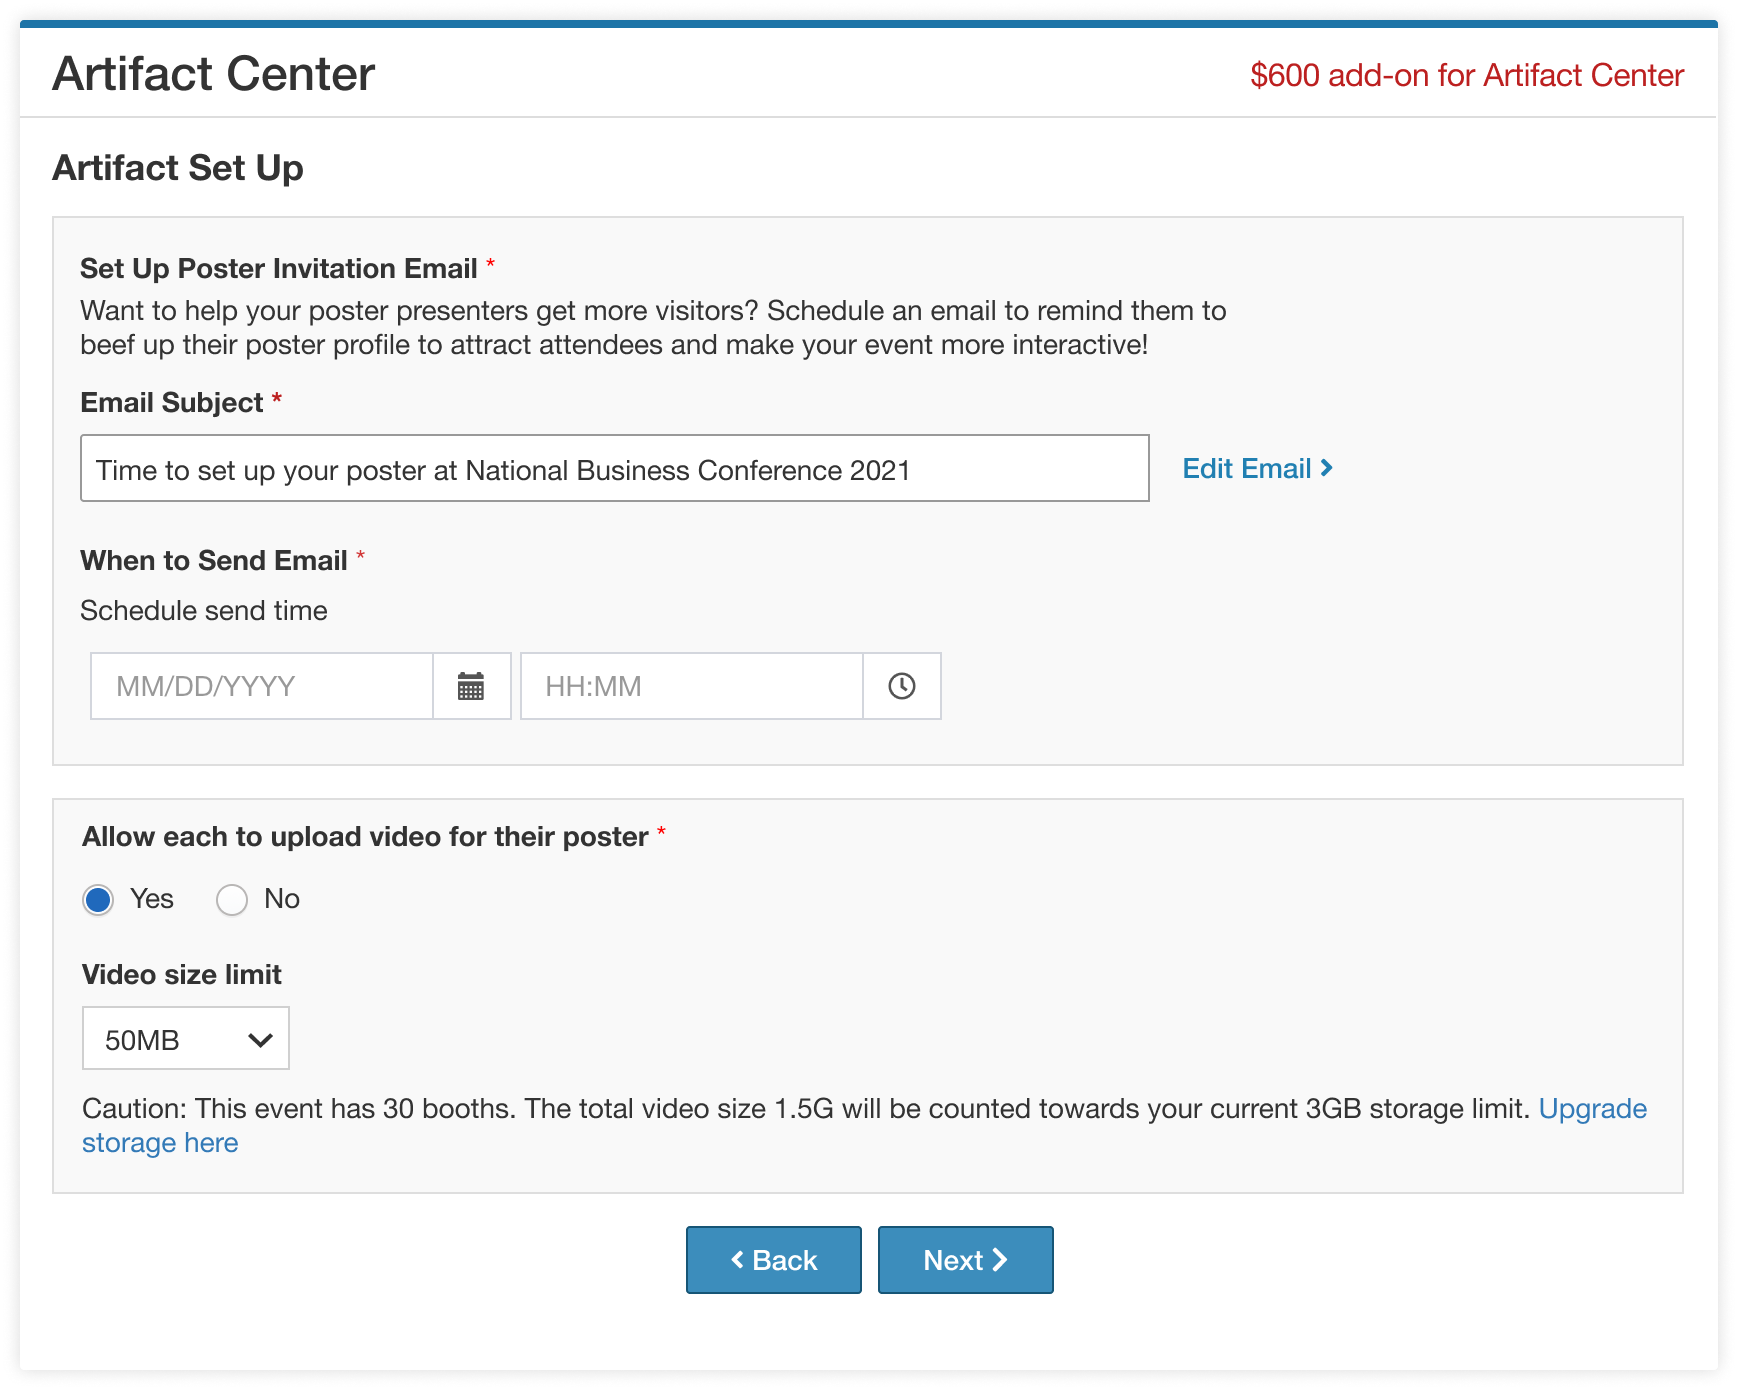 Artifact Center
$600 add-on for Artifact Center
Artifact Set Up
Set Up Poster Invitation Email *
Want to help your poster presenters get more visitors? Schedule an email to remind them to
beef up their poster profile to attract attendees and make your event more interactive!
Email Subject *
Time to set up your poster at National Business Conference 2021
Edit Email
When to Send Email *
Schedule send time
MM/DD/YYYY
HH:MM
Allow each to upload video for their poster *
Yes
No
Video size limit
50MB
Caution: This event has 30 booths. The total video size 1.5G will be counted towards your current 3GB storage limit. Upgrade
storage here
Back
Next